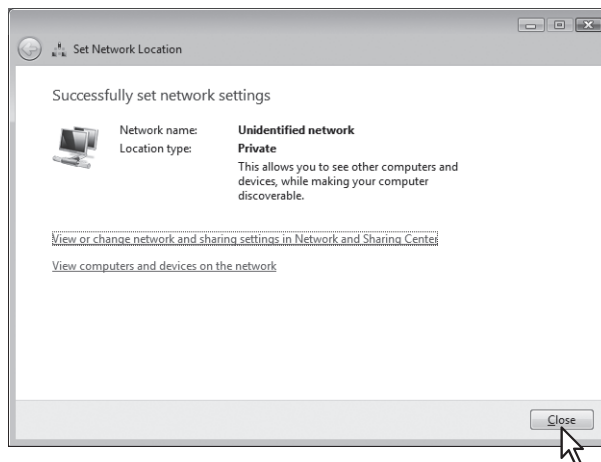 Set Network Location
Successfully set network settings
Network name: Unidentified network
Location type: Private
This allows you to see other computers and
devices, while making your computer
discoverable.
View or change network and sharing settings in Network and Sharing Center
View computers and devices on the network
Close